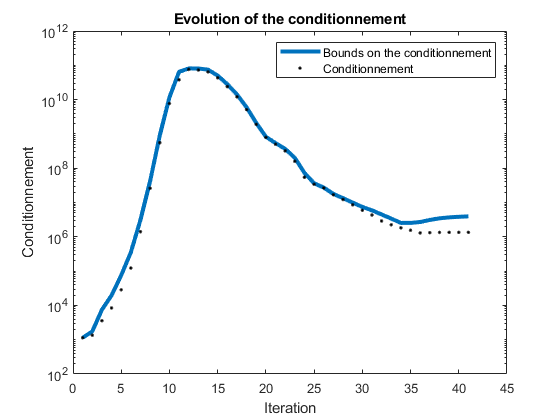 Evolution of the conditionnement
10^12
10^10
10^8
10^6
10^4
10^2
Conditionnement
Bounds on the conditionnement
Conditionnement
0 5 10 15 20 25 30 35 40 45
Iteration